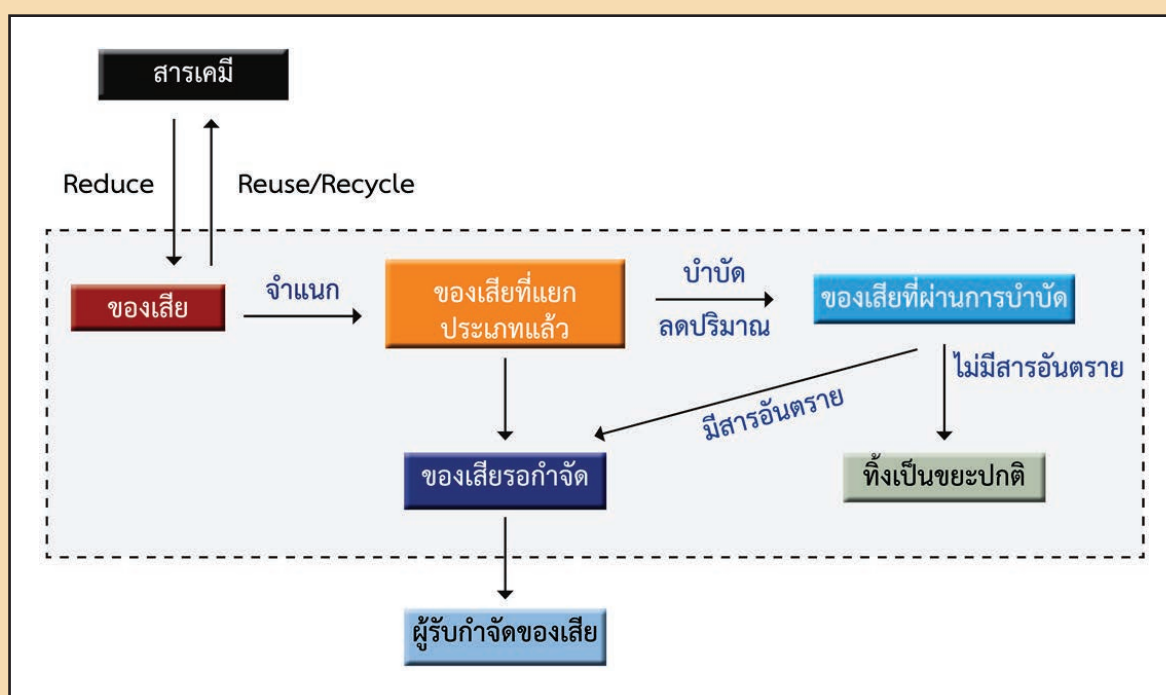 สารเคมี
Reduce
Reuse/Recycle
ของเสีย
จำแนก
ของเสียที่แยก
ประเภทแล้ว
บำบัด
ลดปริมาณ
ของเสียที่ผ่านการบำบัด
มีสารอันตราย
ไม่มีสารอันตราย
ของเสียรอกำจัด
ทิ้งเป็นขยะปกติ
ผู้รับกำจัดของเสีย